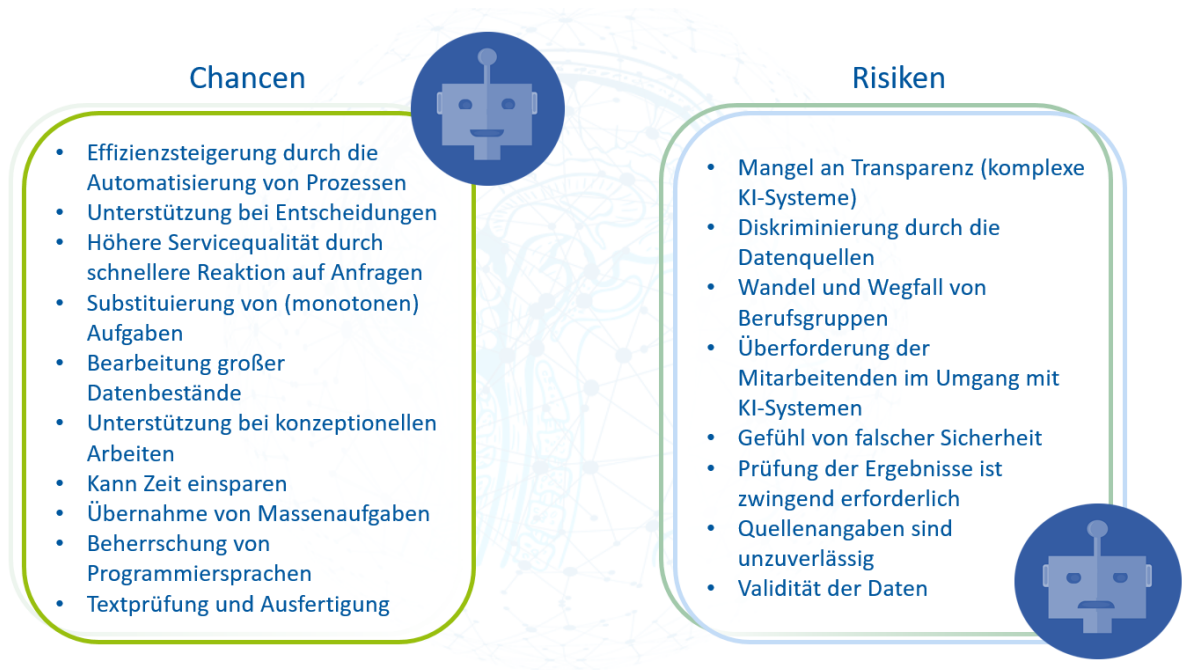 Chancen
• Effizienzsteigerung durch die
Automatisierung von Prozessen
• Unterstützung bei Entscheidungen
• Höhere Servicequalität durch
schnellere Reaktion auf Anfragen
• Substituierung von (monotonen)
Aufgaben
• Bearbeitung großer
Datenbestände
• Unterstützung bei konzeptionellen
Arbeiten
• Kann Zeit einsparen
• Übernahme von Massenaufgaben
• Beherrschung von
Programmiersprachen
• Textprüfung und Ausfertigung
Risiken
• Mangel an Transparenz (komplexe
KI-Systeme)
• Diskriminierung durch die
Datenquellen
• Wandel und Wegfall von
Berufsgruppen
• Überforderung der
Mitarbeitenden im Umgang mit
KI-Systemen
• Gefühl von falscher Sicherheit
• Prüfung der Ergebnisse ist
zwingend erforderlich
• Quellenangaben sind
unzuverlässig
• Validität der Daten